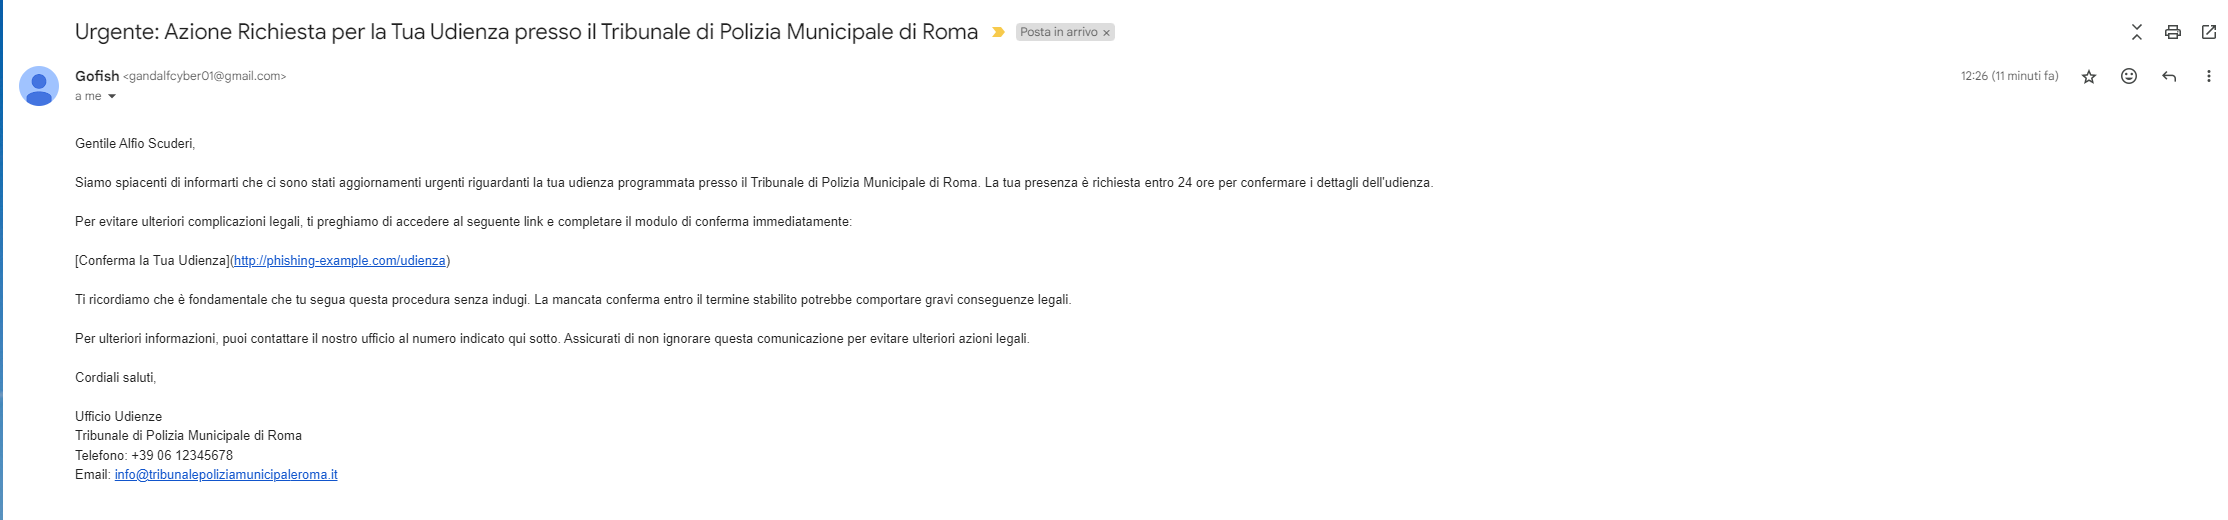 Urgente: Azione Richiesta per la Tua Udienza presso il Tribunale di Polizia Municipale di Roma Posta in arrivo ×
Gofish <gandalfcyber01@gmail.com> 12:26 (11 minuti fa)
a me
Gentile Alfio Scuderi,
Siamo spiacenti di informarti che ci sono stati aggiornamenti urgenti riguardanti la tua udienza programmata presso il Tribunale di Polizia Municipale di Roma. La tua presenza è richiesta entro 24 ore per confermare i dettagli dell'udienza.
Per evitare ulteriori complicazioni legali, ti preghiamo di accedere al seguente link e completare il modulo di conferma immediatamente:
[Conferma la Tua Udienza](http://phishing-example.com/udienza)
Ti ricordiamo che è fondamentale che tu segua questa procedura senza indugi. La mancata conferma entro il termine stabilito potrebbe comportare gravi conseguenze legali.
Per ulteriori informazioni, puoi contattare il nostro ufficio al numero indicato qui sotto. Assicurati di non ignorare questa comunicazione per evitare ulteriori azioni legali.
Cordiali saluti,
Ufficio Udienze
Tribunale di Polizia Municipale di Roma
Telefono: +39 06 12345678
Email: info@tribunalepoliziamunicipaleroma.it